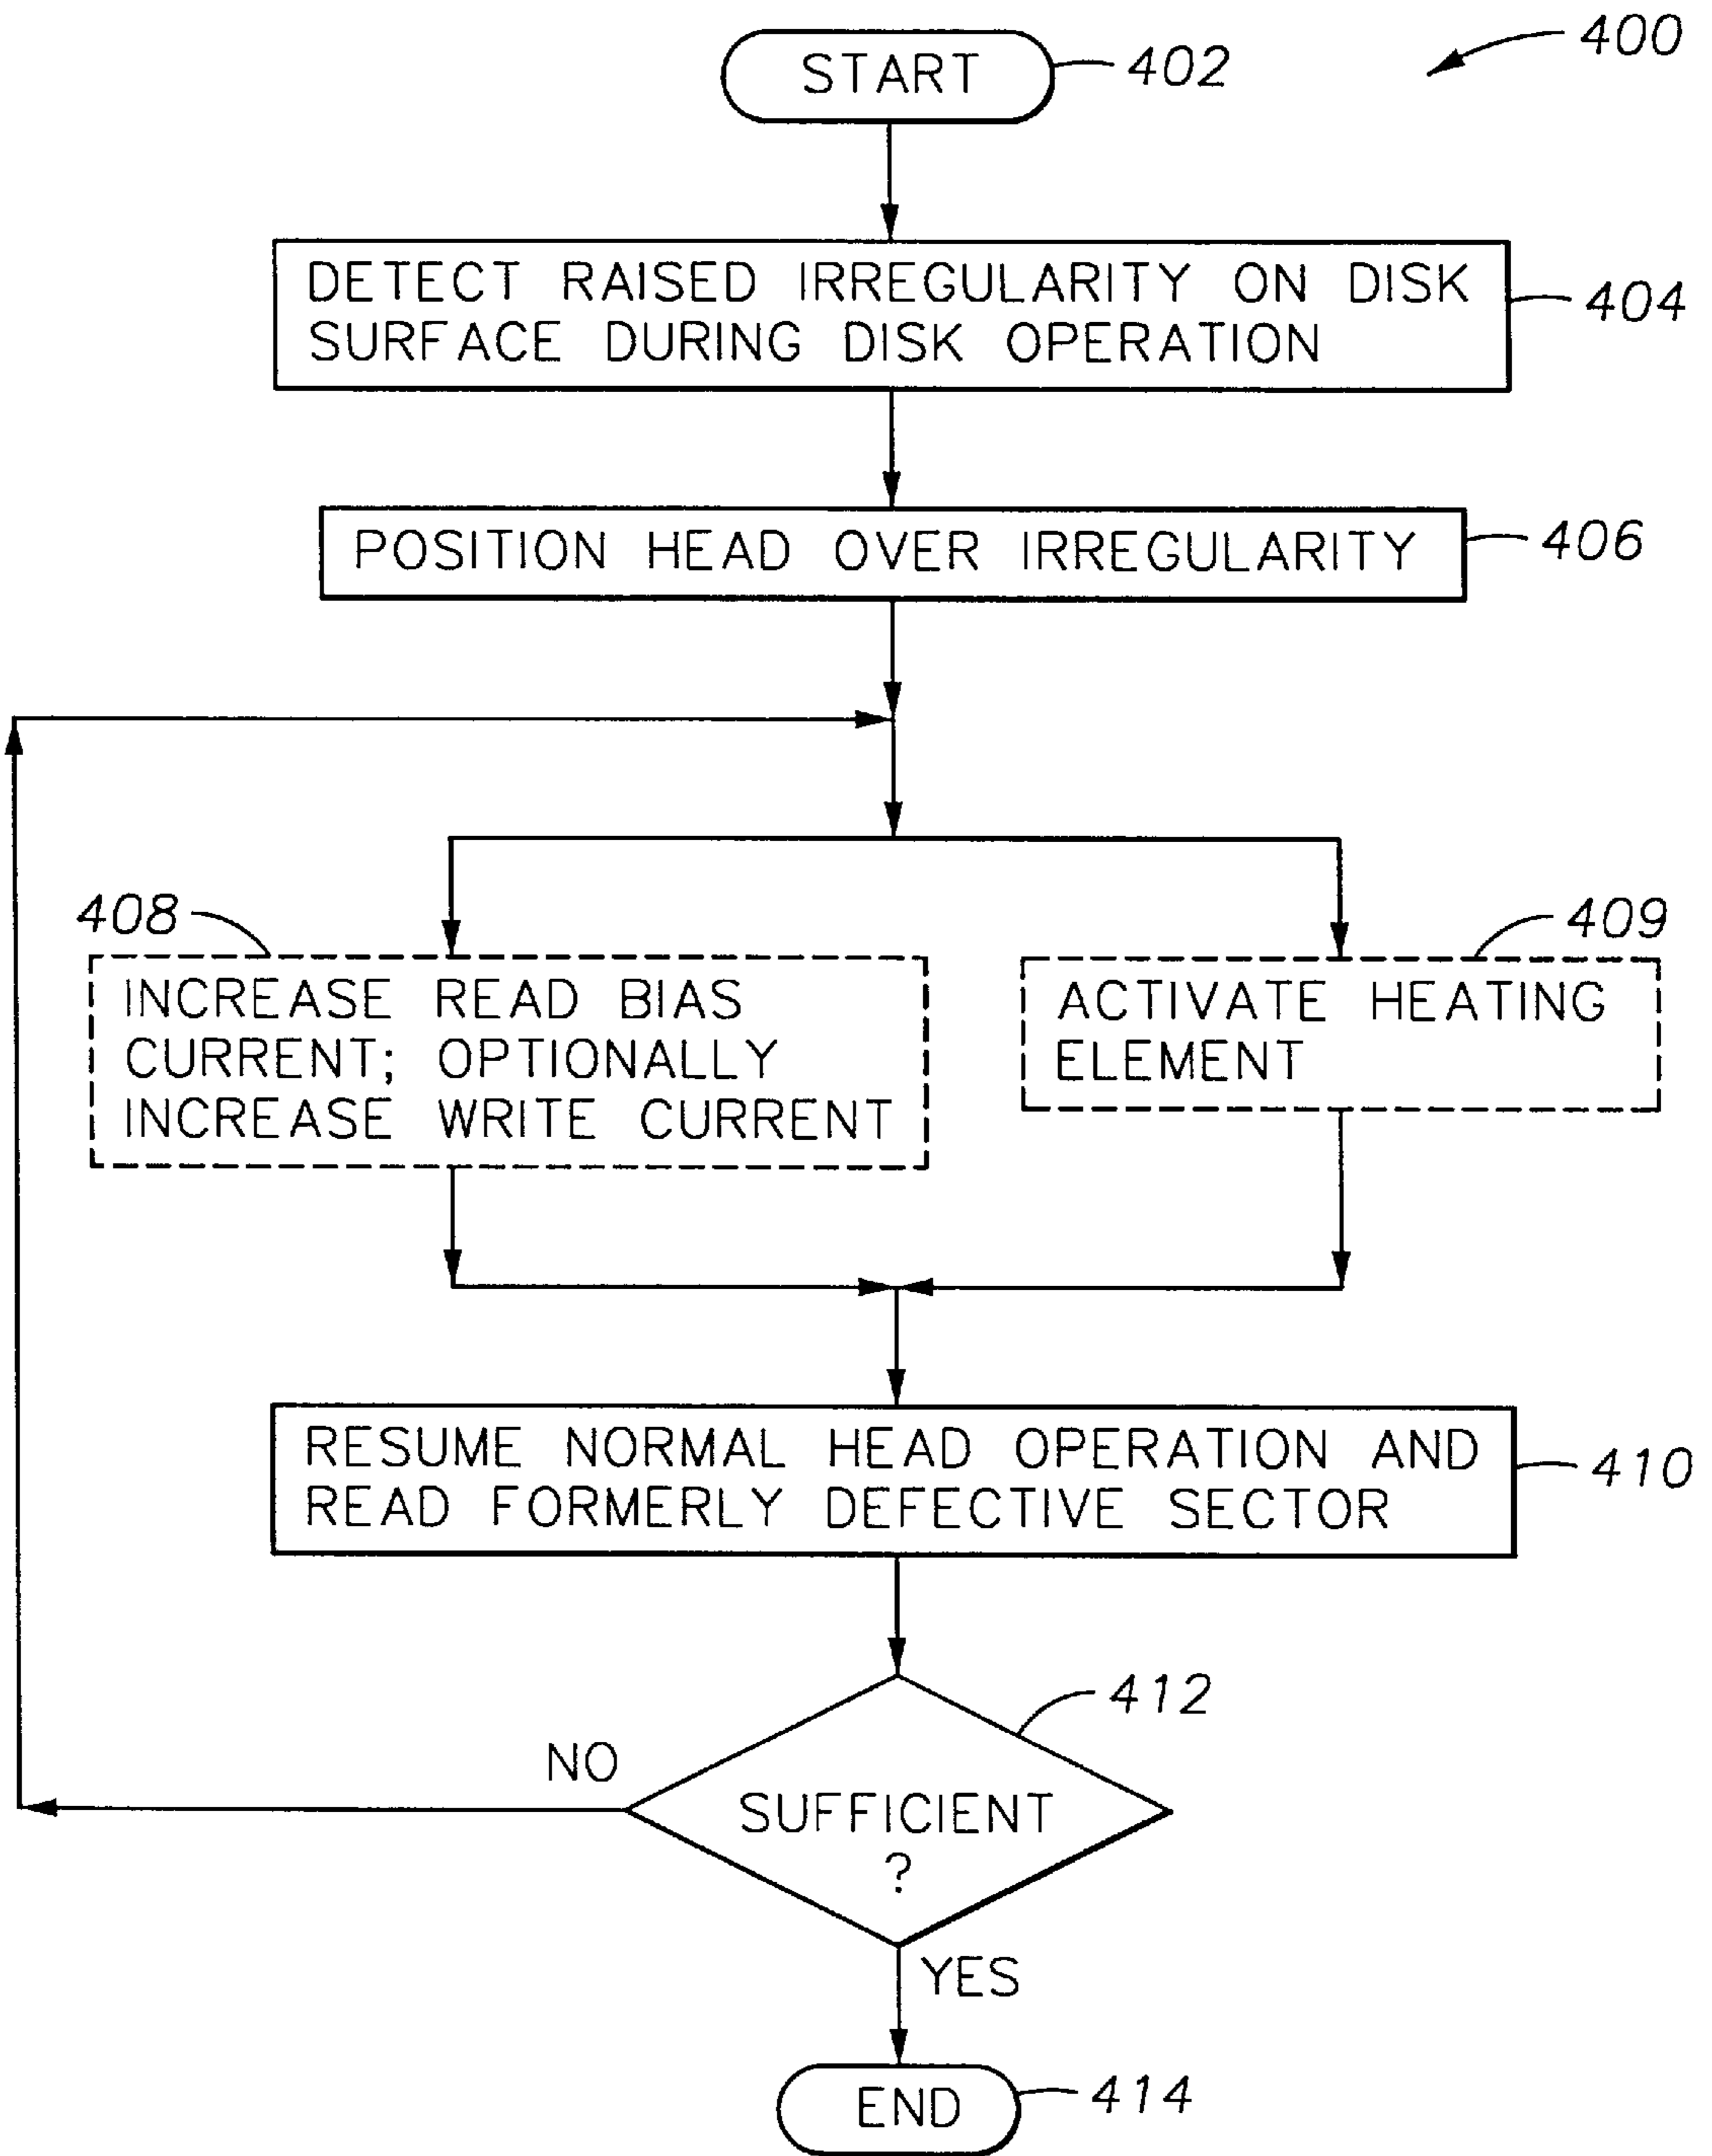 400
START
402
DETECT RAISED IRREGULARITY ON DISK
SURFACE DURING DISK OPERATION
404
POSITION HEAD OVER IRREGULARITY
406
408
INCREASE READ BIAS
CURRENT; OPTIONALLY
INCREASE WRITE CURRENT
409
ACTIVATE HEATING
ELEMENT
RESUME NORMAL HEAD OPERATION AND
READ FORMERLY DEFECTIVE SECTOR
410
412
NO
SUFFICIENT
?
YES
END
414